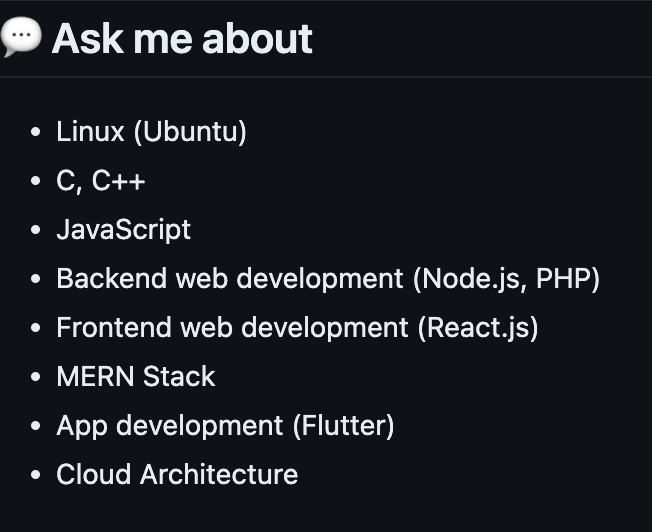 💬 Ask me about
• Linux (Ubuntu)
• C, C++
• JavaScript
• Backend web development (Node.js, PHP)
• Frontend web development (React.js)
• MERN Stack
• App development (Flutter)
• Cloud Architecture